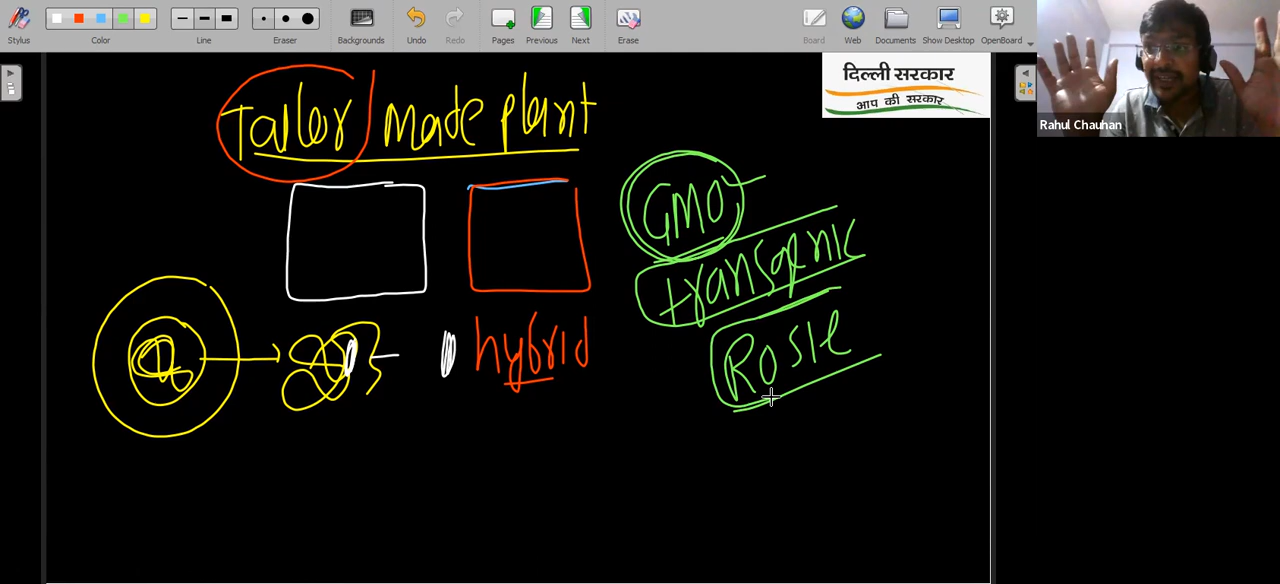 Stylus
Color
Line
Eraser
Backgrounds
Undo
Redo
Pages
Previous
Next
Erase
Board
Web
Documents
Show Desktop
OpenBoard
Rahul Chauhan
दिल्ली सरकार
आप की सरकार
Tailor Made plant
GMO
transgenic
Rosie
hybrid